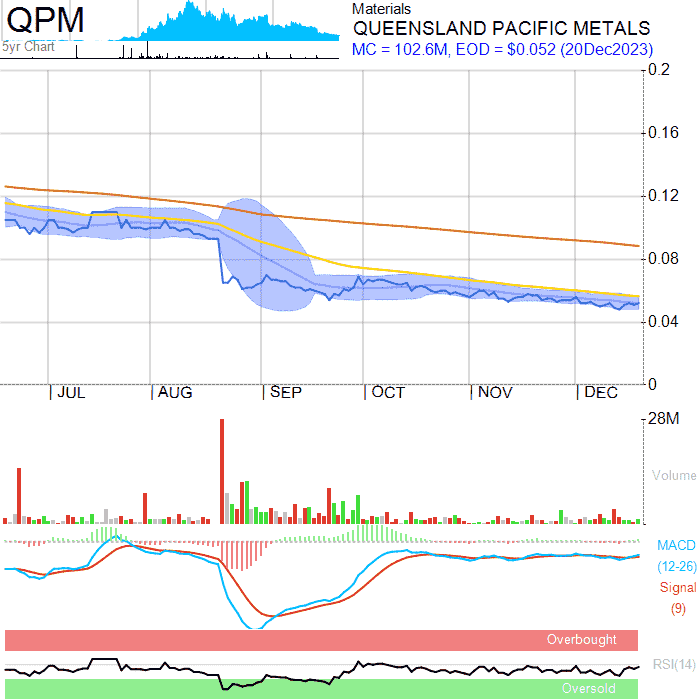 QPM
5yr Chart
Materials
QUEENSLAND PACIFIC METALS
MC = 102.6M, EOD = $0.052 (20Dec2023)
0.2
0.16
0.12
0.08
0.04
0
JUL AUG SEP OCT NOV DEC
28M
Volume
MACD
(12-26)
Signal
(9)
Overbought
RSI(14)
Oversold